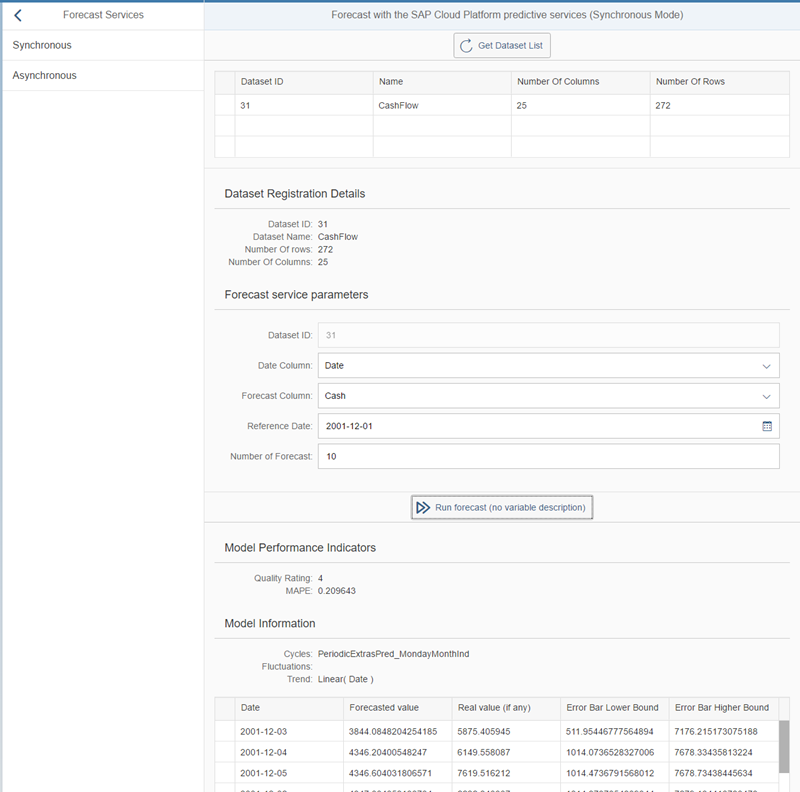 Forecast Services
Forecast with the SAP Cloud Platform predictive services (Synchronous Mode)
Synchronous
Asynchronous
Get Dataset List
Dataset ID Name Number Of Columns Number Of Rows
31 CashFlow 25 272
Dataset Registration Details
Dataset ID: 31
Dataset Name: CashFlow
Number Of rows: 272
Number Of Columns: 25
Forecast service parameters
Dataset ID: 31
Date Column: Date
Forecast Column: Cash
Reference Date: 2001-12-01
Number of Forecast: 10
Run forecast (no variable description)
Model Performance Indicators
Quality Rating: 4
MAPE: 0.209643
Model Information
Cycles: PeriodicExtrasPred_MondayMonthInd
Fluctuations:
Trend: Linear( Date )
Date Forecasted value Real value (if any) Error Bar Lower Bound Error Bar Higher Bound
2001-12-03 3844.0848204254185 5875.405945 511.95446777564894 7176.215173075188
2001-12-04 4346.20400548247 6149.558087 1014.0736528327006 7678.33435813224
2001-12-05 4346.604031806571 7619.516212 1014.4736791568012 7678.73438445634